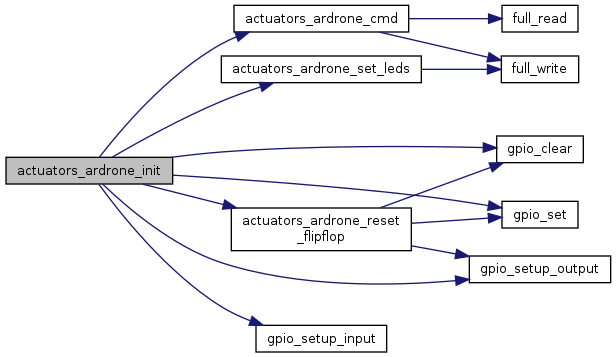 actuators_ardrone_cmd
full_read
actuators_ardrone_set_leds
full_write
gpio_clear
actuators_ardrone_init
actuators_ardrone_reset
_flipflop
gpio_set
gpio_setup_output
gpio_setup_input